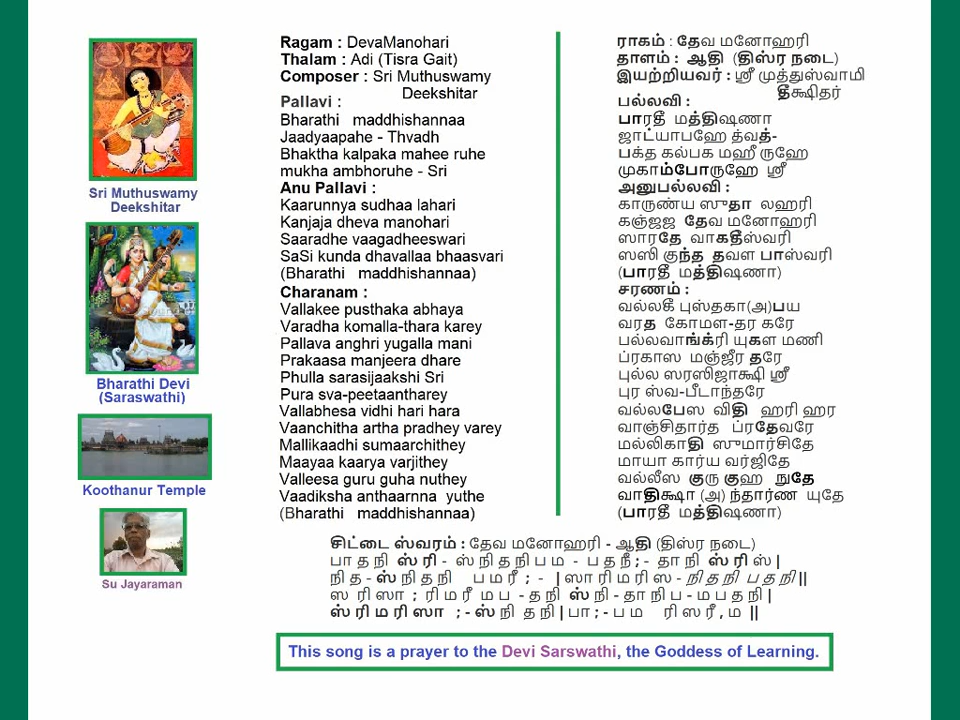 Sri Muthuswamy
Deekshitar
Bharathi Devi
(Saraswathi)
Koothanur Temple
Su Jayaraman
Ragam : DevaManohari
Thalam : Adi (Tisra Gait)
Composer : Sri Muthuswamy
Deekshitar
Pallavi :
Bharathi maddhishannaa
Jaadyaapahe - Thvadh
Bhaktha kalpaka mahee ruhe
mukha ambhoruhe - Sri
Anu Pallavi :
Kaarunnya sudhaa lahari
Kanjaja dheva manohari
Saaradhe vaagadheeswari
SaSi kunda dhavallaa bhaasvari
(Bharathi maddhishannaa)
Charanam :
Vallakee pusthaka abhaya
Varadha komalla-thara karey
Pallava anghri yugalla mani
Prakaasa manjeera dhare
Phulla sarasijaakshi Sri
Pura sva-peetaantharey
Vallabhesa vidhi hari hara
Vaanchitha artha pradhey varey
Mallikaadhi sumaarchithey
Maayaa kaarya varjithey
Valleesa guru guha nuthey
Vaadiksha anthaarnna yuthe
(Bharathi maddhishannaa)
ராகம் : தேவ மனோஹரி
தாளம் : ஆதி (திஸ்ர நடை)
இயற்றியவர் : ஸ்ரீ முத்துஸ்வாமி
தீக்ஷிதர்
பல்லவி :
பாரதீ மத்திஷணா
ஜாட்யாபஹே த்வத்-
பக்த கல்பக மஹீ ருஹே
முகாம்போருஹே ஸ்ரீ
அனுபல்லவி :
காருண்ய ஸுதா லஹரி
கஞ்ஜஜ தேவ மனோஹரி
ஸாரதே வாகதீஸ்வரி
ஸஸி குந்த தவள பாஸ்வரி
(பாரதீ மத்திஷணா)
சரணம் :
வல்லகீ புஸ்தகா(அ)பய
வரத கோமள-தர கரே
பல்லவாங்க்ரி யுகள மணி
ப்ரகாஸ மஞ்ஜீர தரே
புல்ல ஸரஸிஜாக்ஷி ஸ்ரீ
புர ஸ்வ-பீடாந்தரே
வல்லபேஸ விதி ஹரி ஹர
வாஞ்சிதார்த ப்ரதேவரே
மல்லிகாதி ஸுமார்சிதே
மாயா கார்ய வர்ஜிதே
வல்லீஸ குரு குஹ நுதே
வாதிக்ஷா (அ) ந்தார்ண யுதே
(பாரதீ மத்திஷணா)
சிட்டை ஸ்வரம் : தேவ மனோஹரி - ஆதி (திஸ்ர நடை)
பா த நி ஸ் ரி - ஸ் நி த நி ப ம - ப த நீ ; - தா நி ஸ் ரி ஸ் |
நி த - ஸ் நி த நி ப ம ரீ ; - | ஸா ரி ம ரி ஸ - நி த நி ப த நி ||
ஸ ரி ஸா ; ரி ம ரீ ம ப - த நி ஸ் நி - தா நி ப - ம ப த நி |
ஸ் ரி ம ரி ஸா ; - ஸ் நி த நி | பா ; - ப ம ரி ஸ ரீ , ம ||
This song is a prayer to the Devi Sarswathi, the Goddess of Learning.